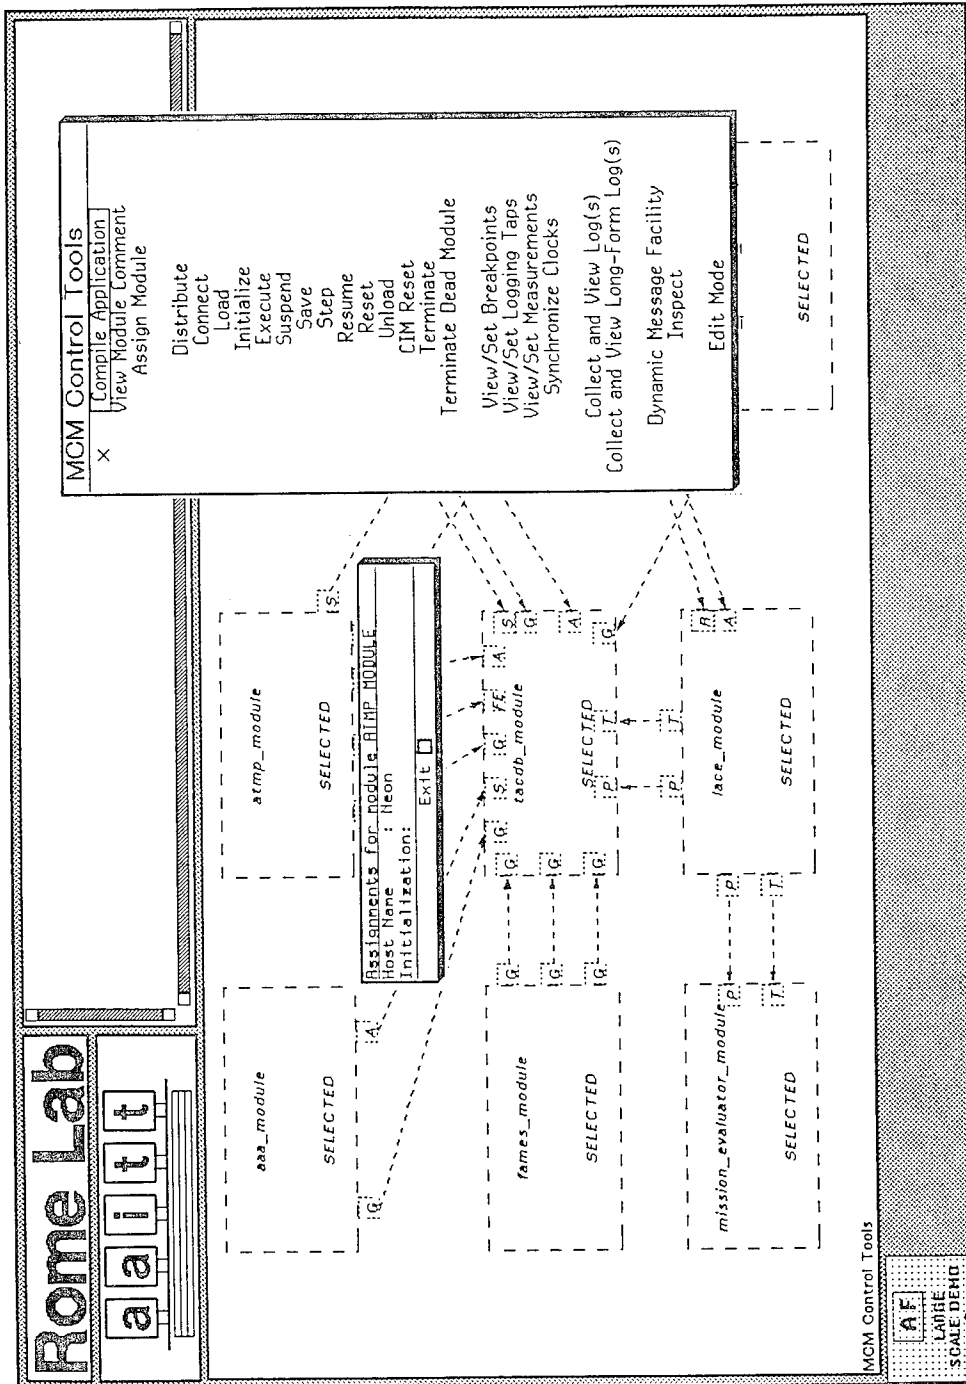 Rome Lab
a a i t t
MCM Control Tools
Compile Application
View Module Comment
Assign Module
Distribute
Connect
Load
Initialize
Execute
Suspend
Save
Step
Resume
Reset
Unload
CIM Reset
Terminate
Terminate Dead Module
View/Set Breakpoints
View/Set Logging Taps
View/Set Measurements
Synchronize Clocks
Collect and View Log(s)
Collect and View Long-Form Log(s)
Dynamic Message Facility
Inspect
Edit Mode
aaa_module
SELECTED
G
A
atmp_module
SELECTED
S
Assignments for module ATMP_MODULE
Host Name : Neon
Initialization:
Exit
fames_module
SELECTED
G
G
G
G S G FE A
tacdb_module
SELECTED
G
G
G
S
G
A
G
P T
SELECTED
mission_evaluator_module
SELECTED
P
T
P T
lace_module
SELECTED
P
T
R
A
MCM Control Tools
AF
LARGE
SCALE DEMO